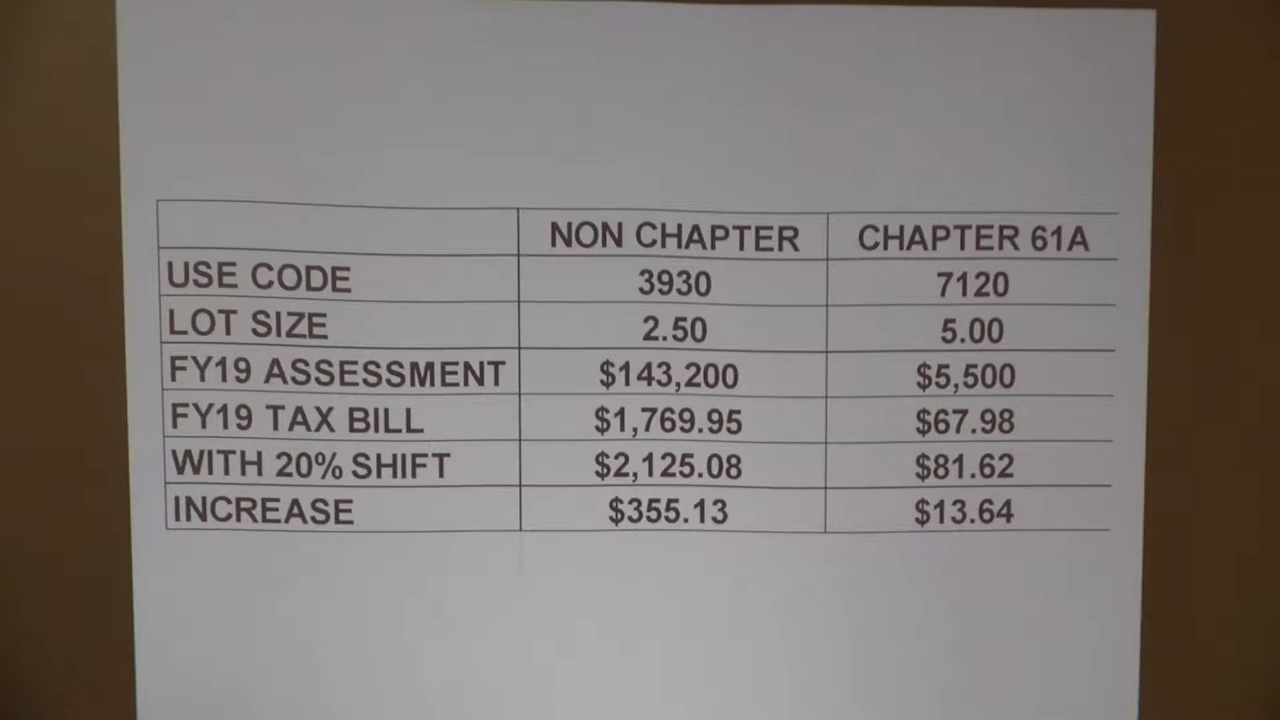 NON CHAPTER CHAPTER 61A
USE CODE 3930 7120
LOT SIZE 2.50 5.00
FY19 ASSESSMENT $143,200 $5,500
FY19 TAX BILL $1,769.95 $67.98
WITH 20% SHIFT $2,125.08 $81.62
INCREASE $355.13 $13.64